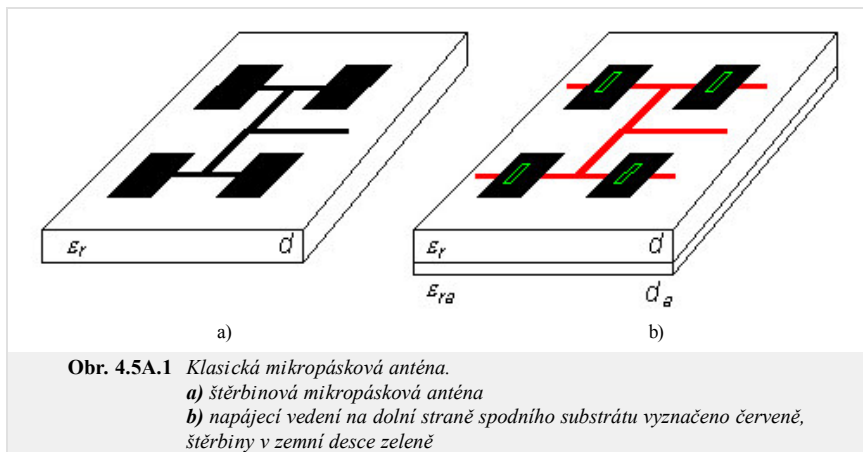 εr d
εr d
εra da
a) b)
Obr. 4.5A.1 Klasická mikropásková anténa.
a) štěrbinová mikropásková anténa
b) napájecí vedení na dolní straně spodního substrátu vyznačeno červeně,
štěrbiny v zemní desce zeleně